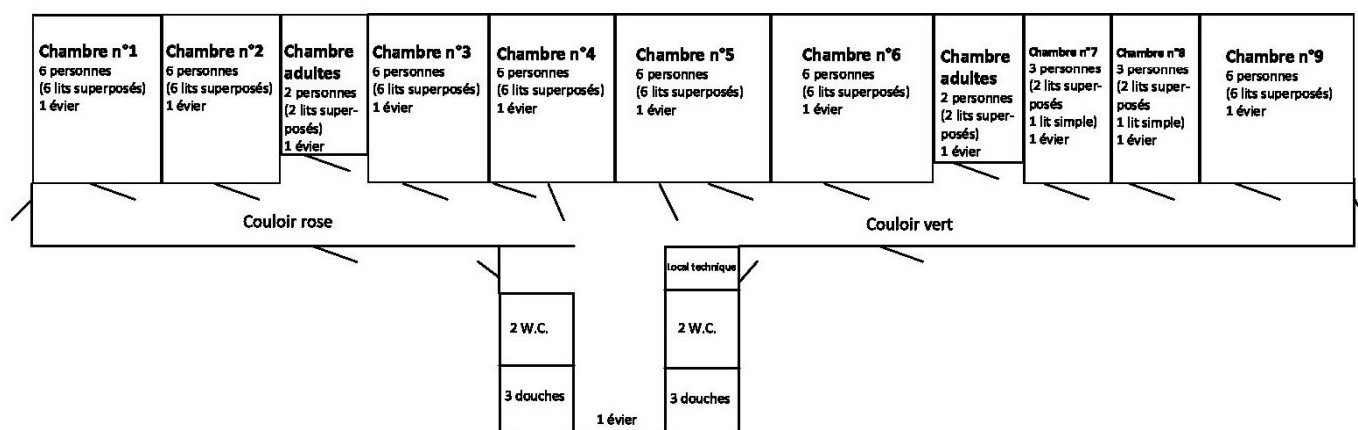 Chambre n°1
6 personnes
(6 lits superposés)
1 évier
Chambre n°2
6 personnes
(6 lits superposés)
1 évier
Chambre
adultes
2 personnes
(2 lits super-
posés)
1 évier
Chambre n°3
6 personnes
(6 lits superposés)
1 évier
Chambre n°4
6 personnes
(6 lits superposés)
1 évier
Chambre n°5
6 personnes
(6 lits superposés)
1 évier
Chambre n°6
6 personnes
(6 lits superposés)
1 évier
Chambre
adultes
2 personnes
(2 lits super-
posés)
1 évier
Chambre n°7
3 personnes
(2 lits super-
posés
1 lit simple)
1 évier
Chambre n°8
3 personnes
(2 lits super-
posés
1 lit simple)
1 évier
Chambre n°9
6 personnes
(6 lits superposés)
1 évier
Couloir rose
Couloir vert
Local technique
2 W.C.
2 W.C.
3 douches
3 douches
1 évier